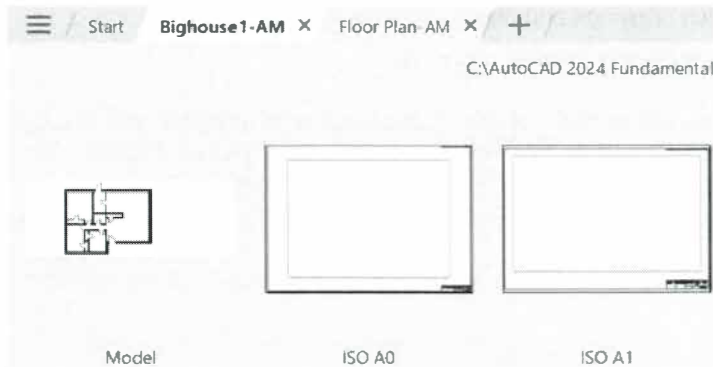 Start Bighouse1-AM × Floor Plan-AM × +
C:\AutoCAD 2024 Fundamental
Model ISO A0 ISO A1